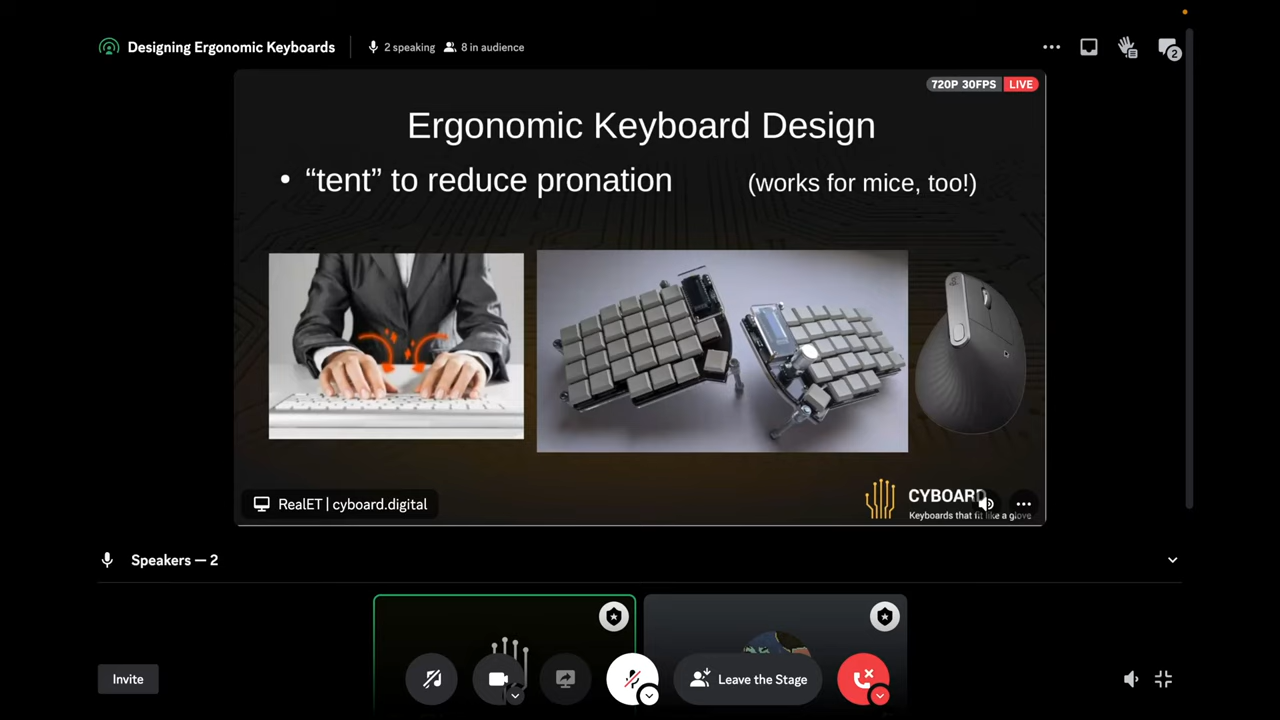 Designing Ergonomic Keyboards
2 speaking
8 in audience
2
720P 30FPS
LIVE
Ergonomic Keyboard Design
• “tent” to reduce pronation
(works for mice, too!)
RealET | cyboard.digital
CYBOARD
Keyboards that fit like a glove
Speakers — 2
Leave the Stage
Invite